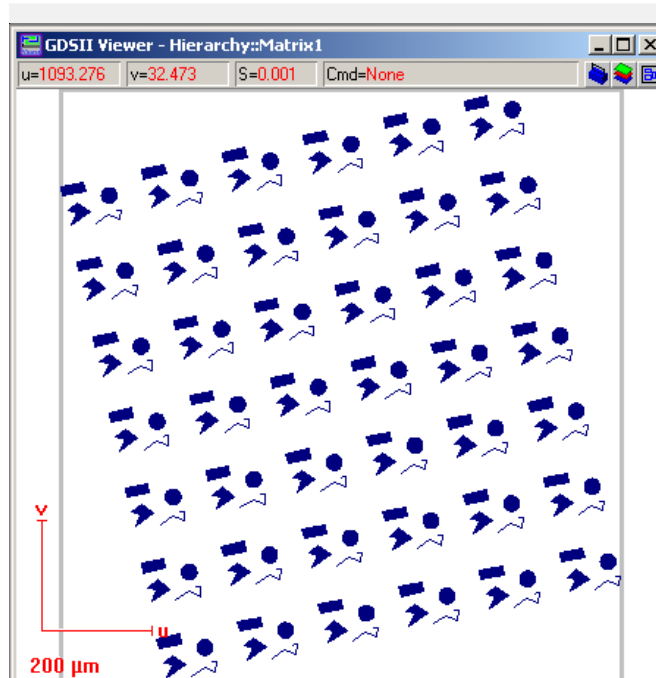 GDSII Viewer - Hierarchy::Matrix1
u=1093.276 v=32.473 S=0.001 Cmd=None
v
u
200 µm